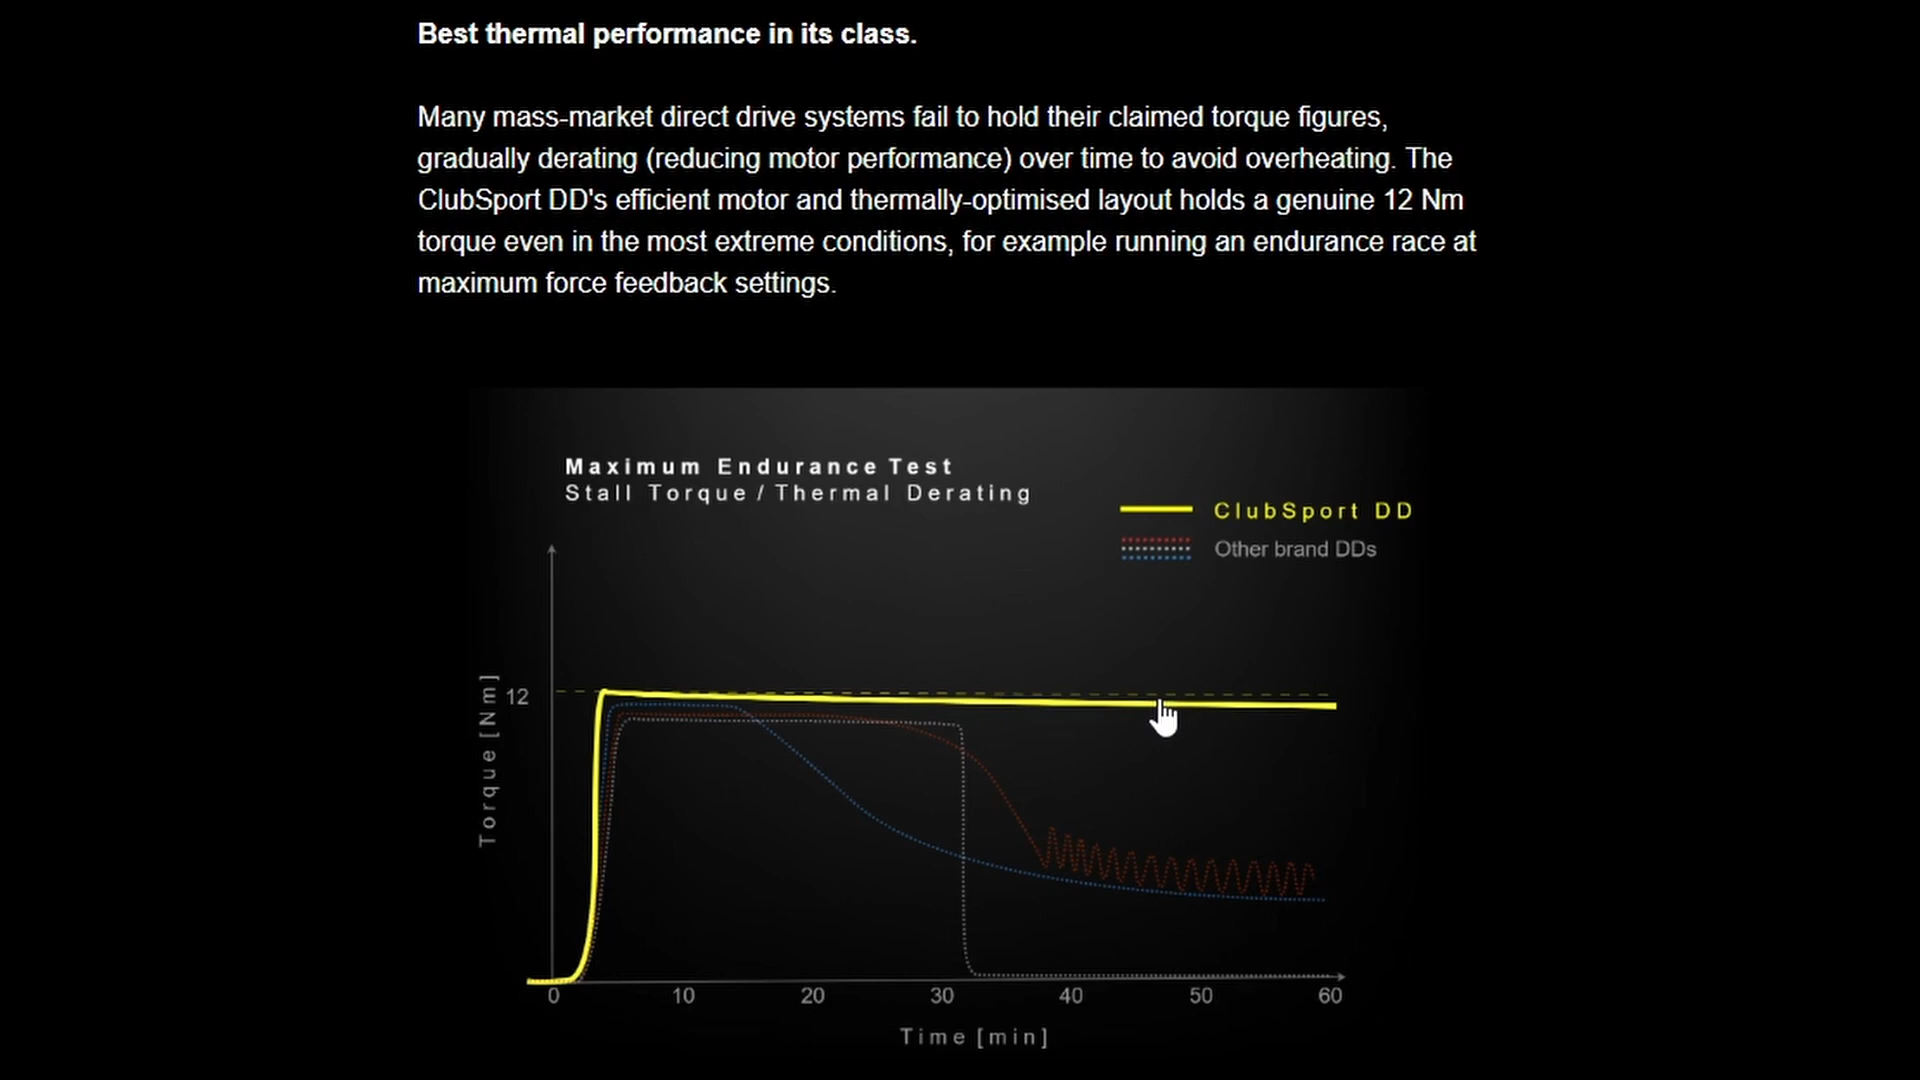 Best thermal performance in its class.
Many mass-market direct drive systems fail to hold their claimed torque figures,
gradually derating (reducing motor performance) over time to avoid overheating. The
ClubSport DD's efficient motor and thermally-optimised layout holds a genuine 12 Nm
torque even in the most extreme conditions, for example running an endurance race at
maximum force feedback settings.
Maximum Endurance Test
Stall Torque / Thermal Derating
ClubSport DD
Other brand DDs
Torque [Nm]
12
0 10 20 30 40 50 60
Time [min]